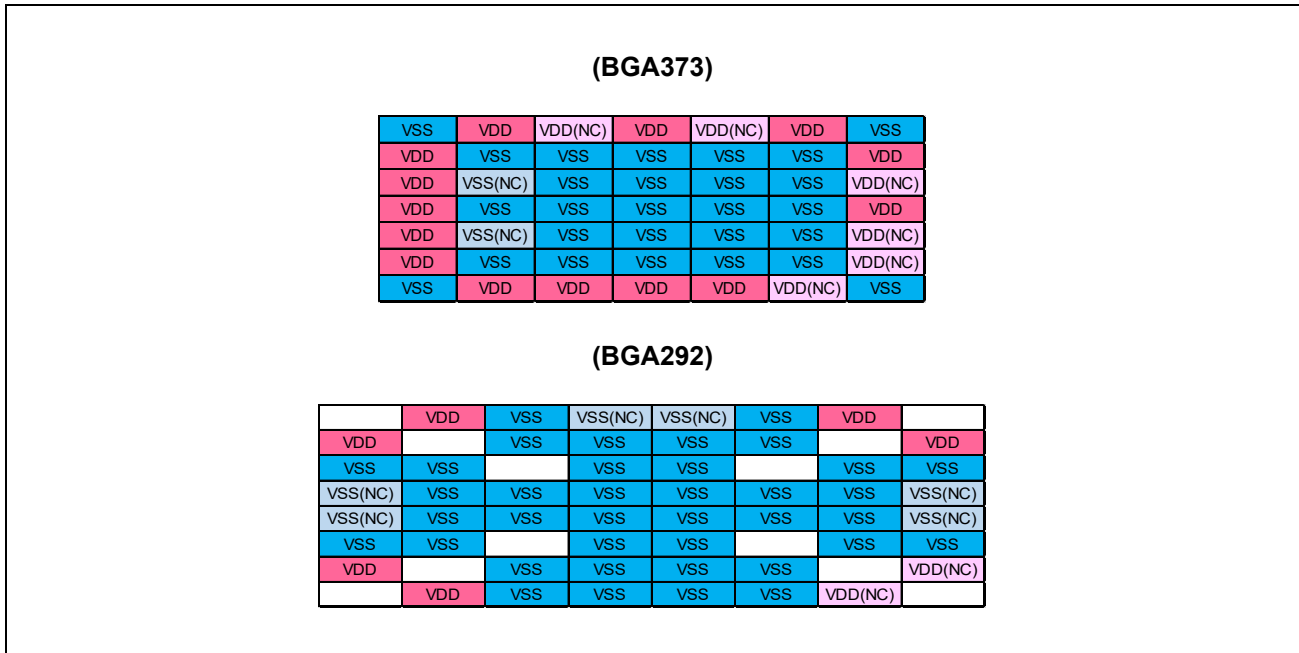 (BGA373)
VSS VDD VDD(NC) VDD VDD(NC) VDD VSS
VDD VSS VSS VSS VSS VSS VDD
VDD VSS(NC) VSS VSS VSS VSS VDD(NC)
VDD VSS VSS VSS VSS VSS VDD
VDD VSS(NC) VSS VSS VSS VSS VDD(NC)
VDD VSS VSS VSS VSS VSS VDD(NC)
VSS VDD VDD VDD VDD VDD(NC) VSS
(BGA292)
VDD VSS VSS(NC) VSS(NC) VSS VDD
VDD VSS VSS VSS VSS VDD
VSS VSS VSS VSS VSS VSS
VSS(NC) VSS VSS VSS VSS VSS VSS VSS(NC)
VSS(NC) VSS VSS VSS VSS VSS VSS VSS(NC)
VSS VSS VSS VSS VSS VSS
VDD VSS VSS VSS VSS VDD(NC)
VDD VSS VSS VSS VSS VDD(NC)